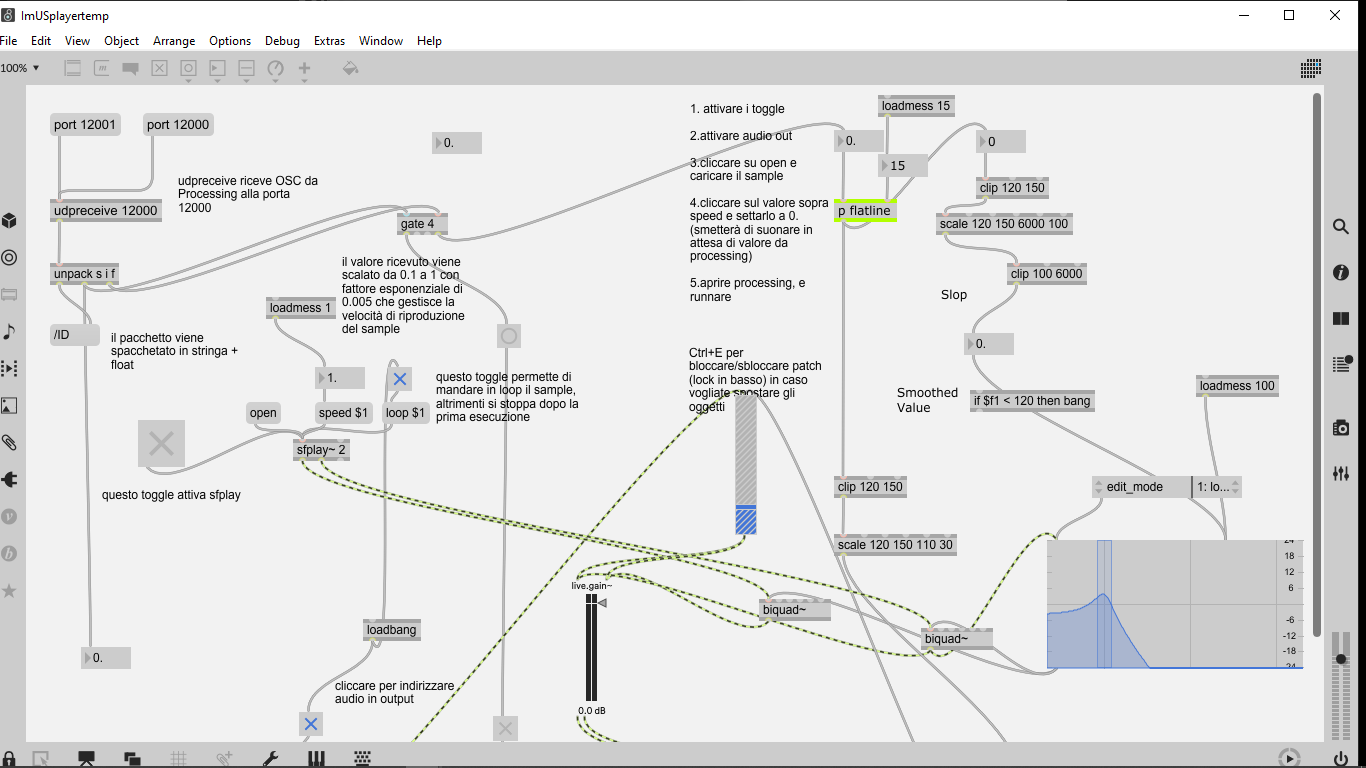 ImUSplayertemp
File Edit View Object Arrange Options Debug Extras Window Help
100%
port 12001
port 12000
udpreceive riceve OSC da
Processing alla porta
12000
udpreceive 12000
unpack s i f
/ID
il pacchetto viene
spacchetato in stringa +
float
0.
gate 4
il valore ricevuto viene
scalato da 0.1 a 1 con
fattore esponenziale di
0.005 che gestisce la
velocità di riproduzione
del sample
loadmess 1
1.
open
speed $1
loop $1
questo toggle permette di
mandare in loop il sample,
altrimenti si stoppa dopo la
prima esecuzione
sfplay~ 2
questo toggle attiva sfplay
0.
loadbang
cliccare per indirizzare
audio in output
1. attivare i toggle
2.attivare audio out
3.cliccare su open e
caricare il sample
4.cliccare sul valore sopra
speed e settarlo a 0.
(smetterà di suonare in
attesa di valore da
processing)
5.aprire processing, e
runnare
Ctrl+E per
bloccare/sbloccare patch
(lock in basso) in caso
vogliate spostare gli
oggetti
live.gain~
0.0 dB
loadmess 15
0.
15
p flatline
0
clip 120 150
scale 120 150 6000 100
clip 100 6000
Slop
0.
Smoothed
Value
if $f1 < 120 then bang
loadmess 100
clip 120 150
scale 120 150 110 30
edit_mode
1: lo...
biquad~
biquad~
24
18
12
6
-6
-12
-18
-24